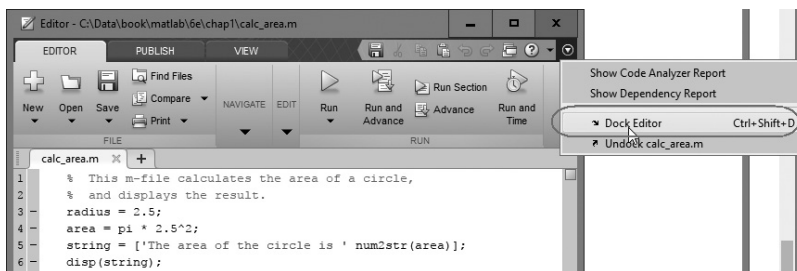 Editor - C:\Data\book\matlab\6e\chap1\calc_area.m
EDITOR PUBLISH VIEW
Show Code Analyzer Report
Show Dependency Report
Dock Editor Ctrl+Shift+D
Undock calc_area.m
New Open Save
Find Files
Compare
Print
NAVIGATE EDIT
Run
Run and Advance
Run Section
Advance
Run and Time
FILE RUN
calc_area.m
1 % This m-file calculates the area of a circle,
2 % and displays the result.
3 - radius = 2.5;
4 - area = pi * 2.5^2;
5 - string = ['The area of the circle is ' num2str(area)];
6 - disp(string);